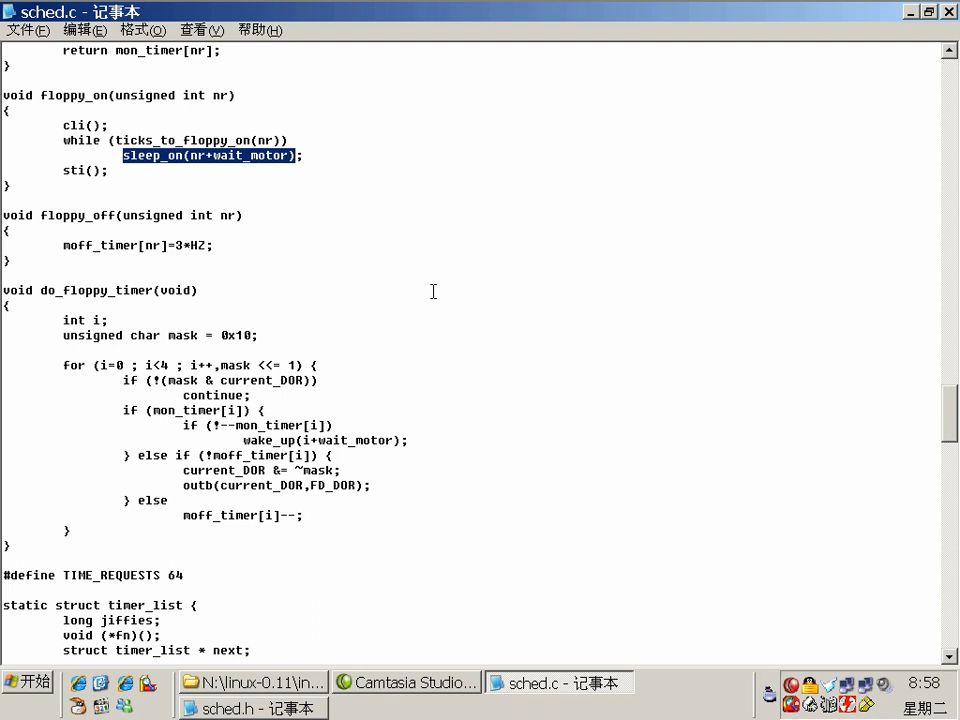 sched.c - 记事本
文件(F) 编辑(E) 格式(O) 查看(V) 帮助(H)
return mon_timer[nr];
}
void floppy_on(unsigned int nr)
{
cli();
while (ticks_to_floppy_on(nr))
sleep_on(nr+wait_motor);
sti();
}
void floppy_off(unsigned int nr)
{
moff_timer[nr]=3*HZ;
}
void do_floppy_timer(void)
{
int i;
unsigned char mask = 0x10;
for (i=0 ; i<4 ; i++,mask <<= 1) {
if (!(mask & current_DOR))
continue;
if (mon_timer[i]) {
if (!--mon_timer[i])
wake_up(i+wait_motor);
} else if (!moff_timer[i]) {
current_DOR &= ~mask;
outb(current_DOR,FD_DOR);
} else
moff_timer[i]--;
}
}
#define TIME_REQUESTS 64
static struct timer_list {
long jiffies;
void (*fn)();
struct timer_list * next;
开始
N:\linux-0.11\in...
Camtasia Studio...
sched.c - 记事本
8:58
sched.h - 记事本
星期二